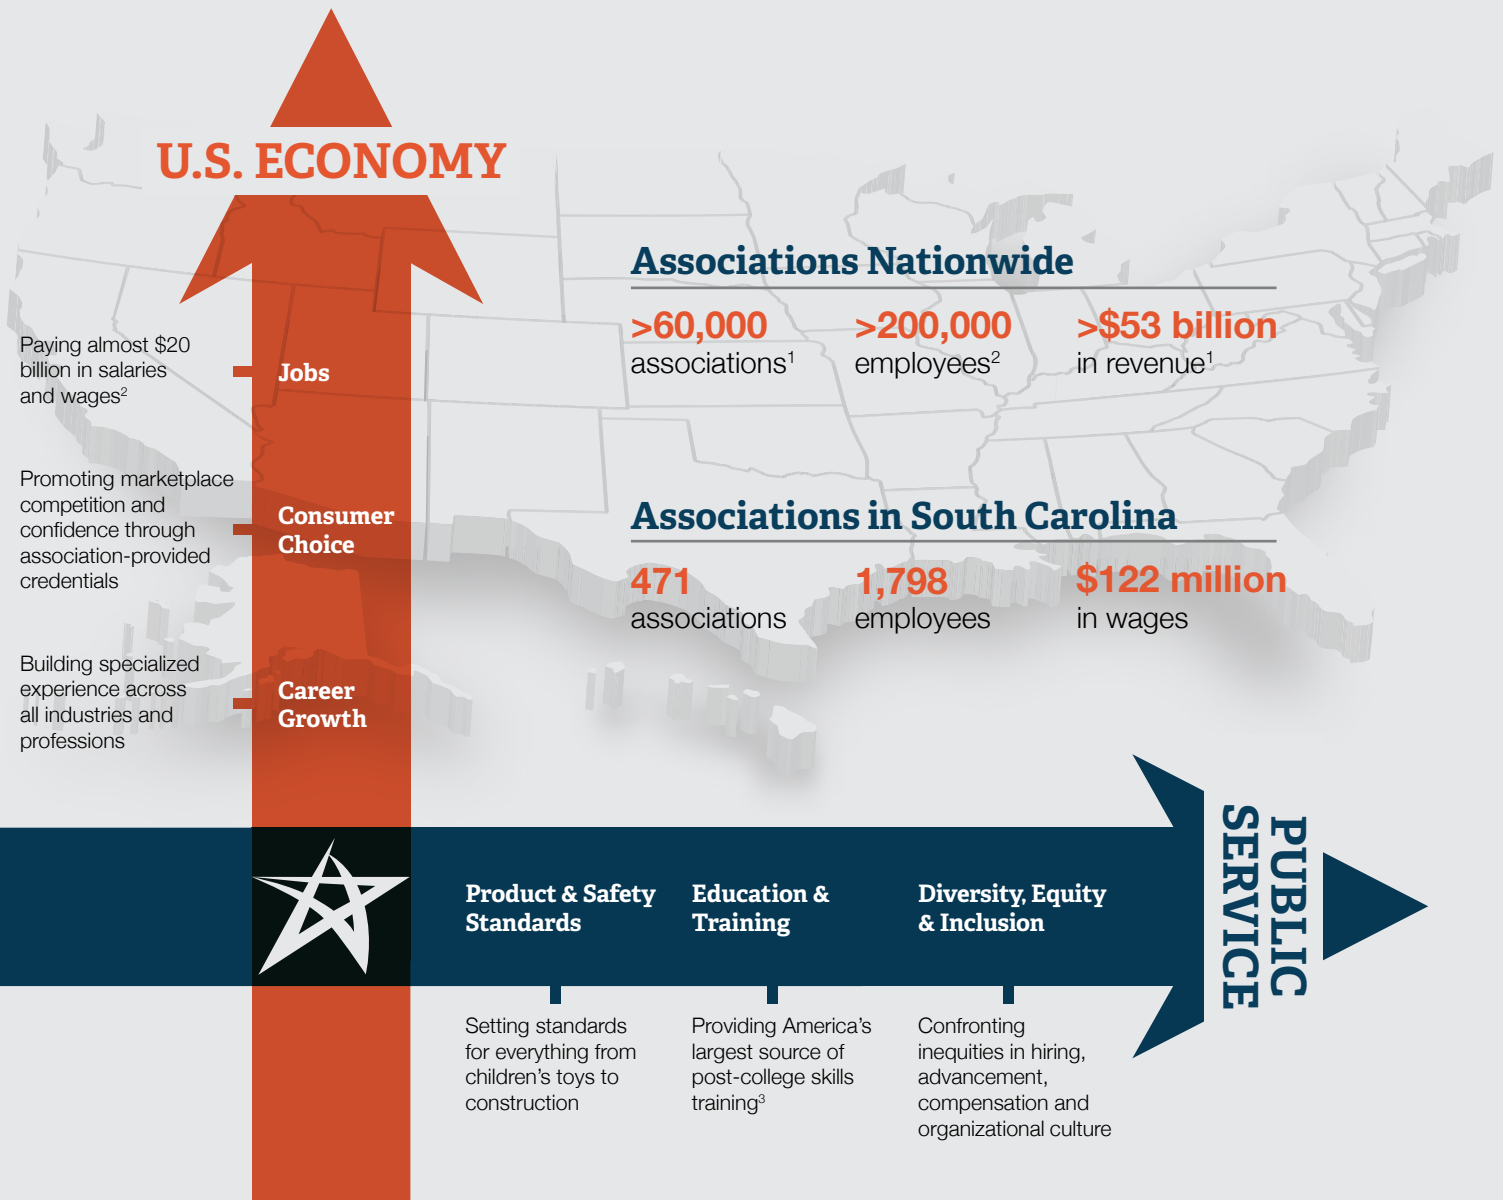 U.S. ECONOMY
Paying almost $20
billion in salaries
and wages²
Jobs
Promoting marketplace
competition and
confidence through
association-provided
credentials
Consumer
Choice
Building specialized
experience across
all industries and
professions
Career
Growth
Associations Nationwide
>60,000
associations¹
>200,000
employees²
>$53 billion
in revenue¹
Associations in South Carolina
471
associations
1,798
employees
$122 million
in wages
Product & Safety
Standards
Setting standards
for everything from
children’s toys to
construction
Education &
Training
Providing America’s
largest source of
post-college skills
training³
Diversity, Equity
& Inclusion
Confronting
inequities in hiring,
advancement,
compensation and
organizational culture
PUBLIC
SERVICE